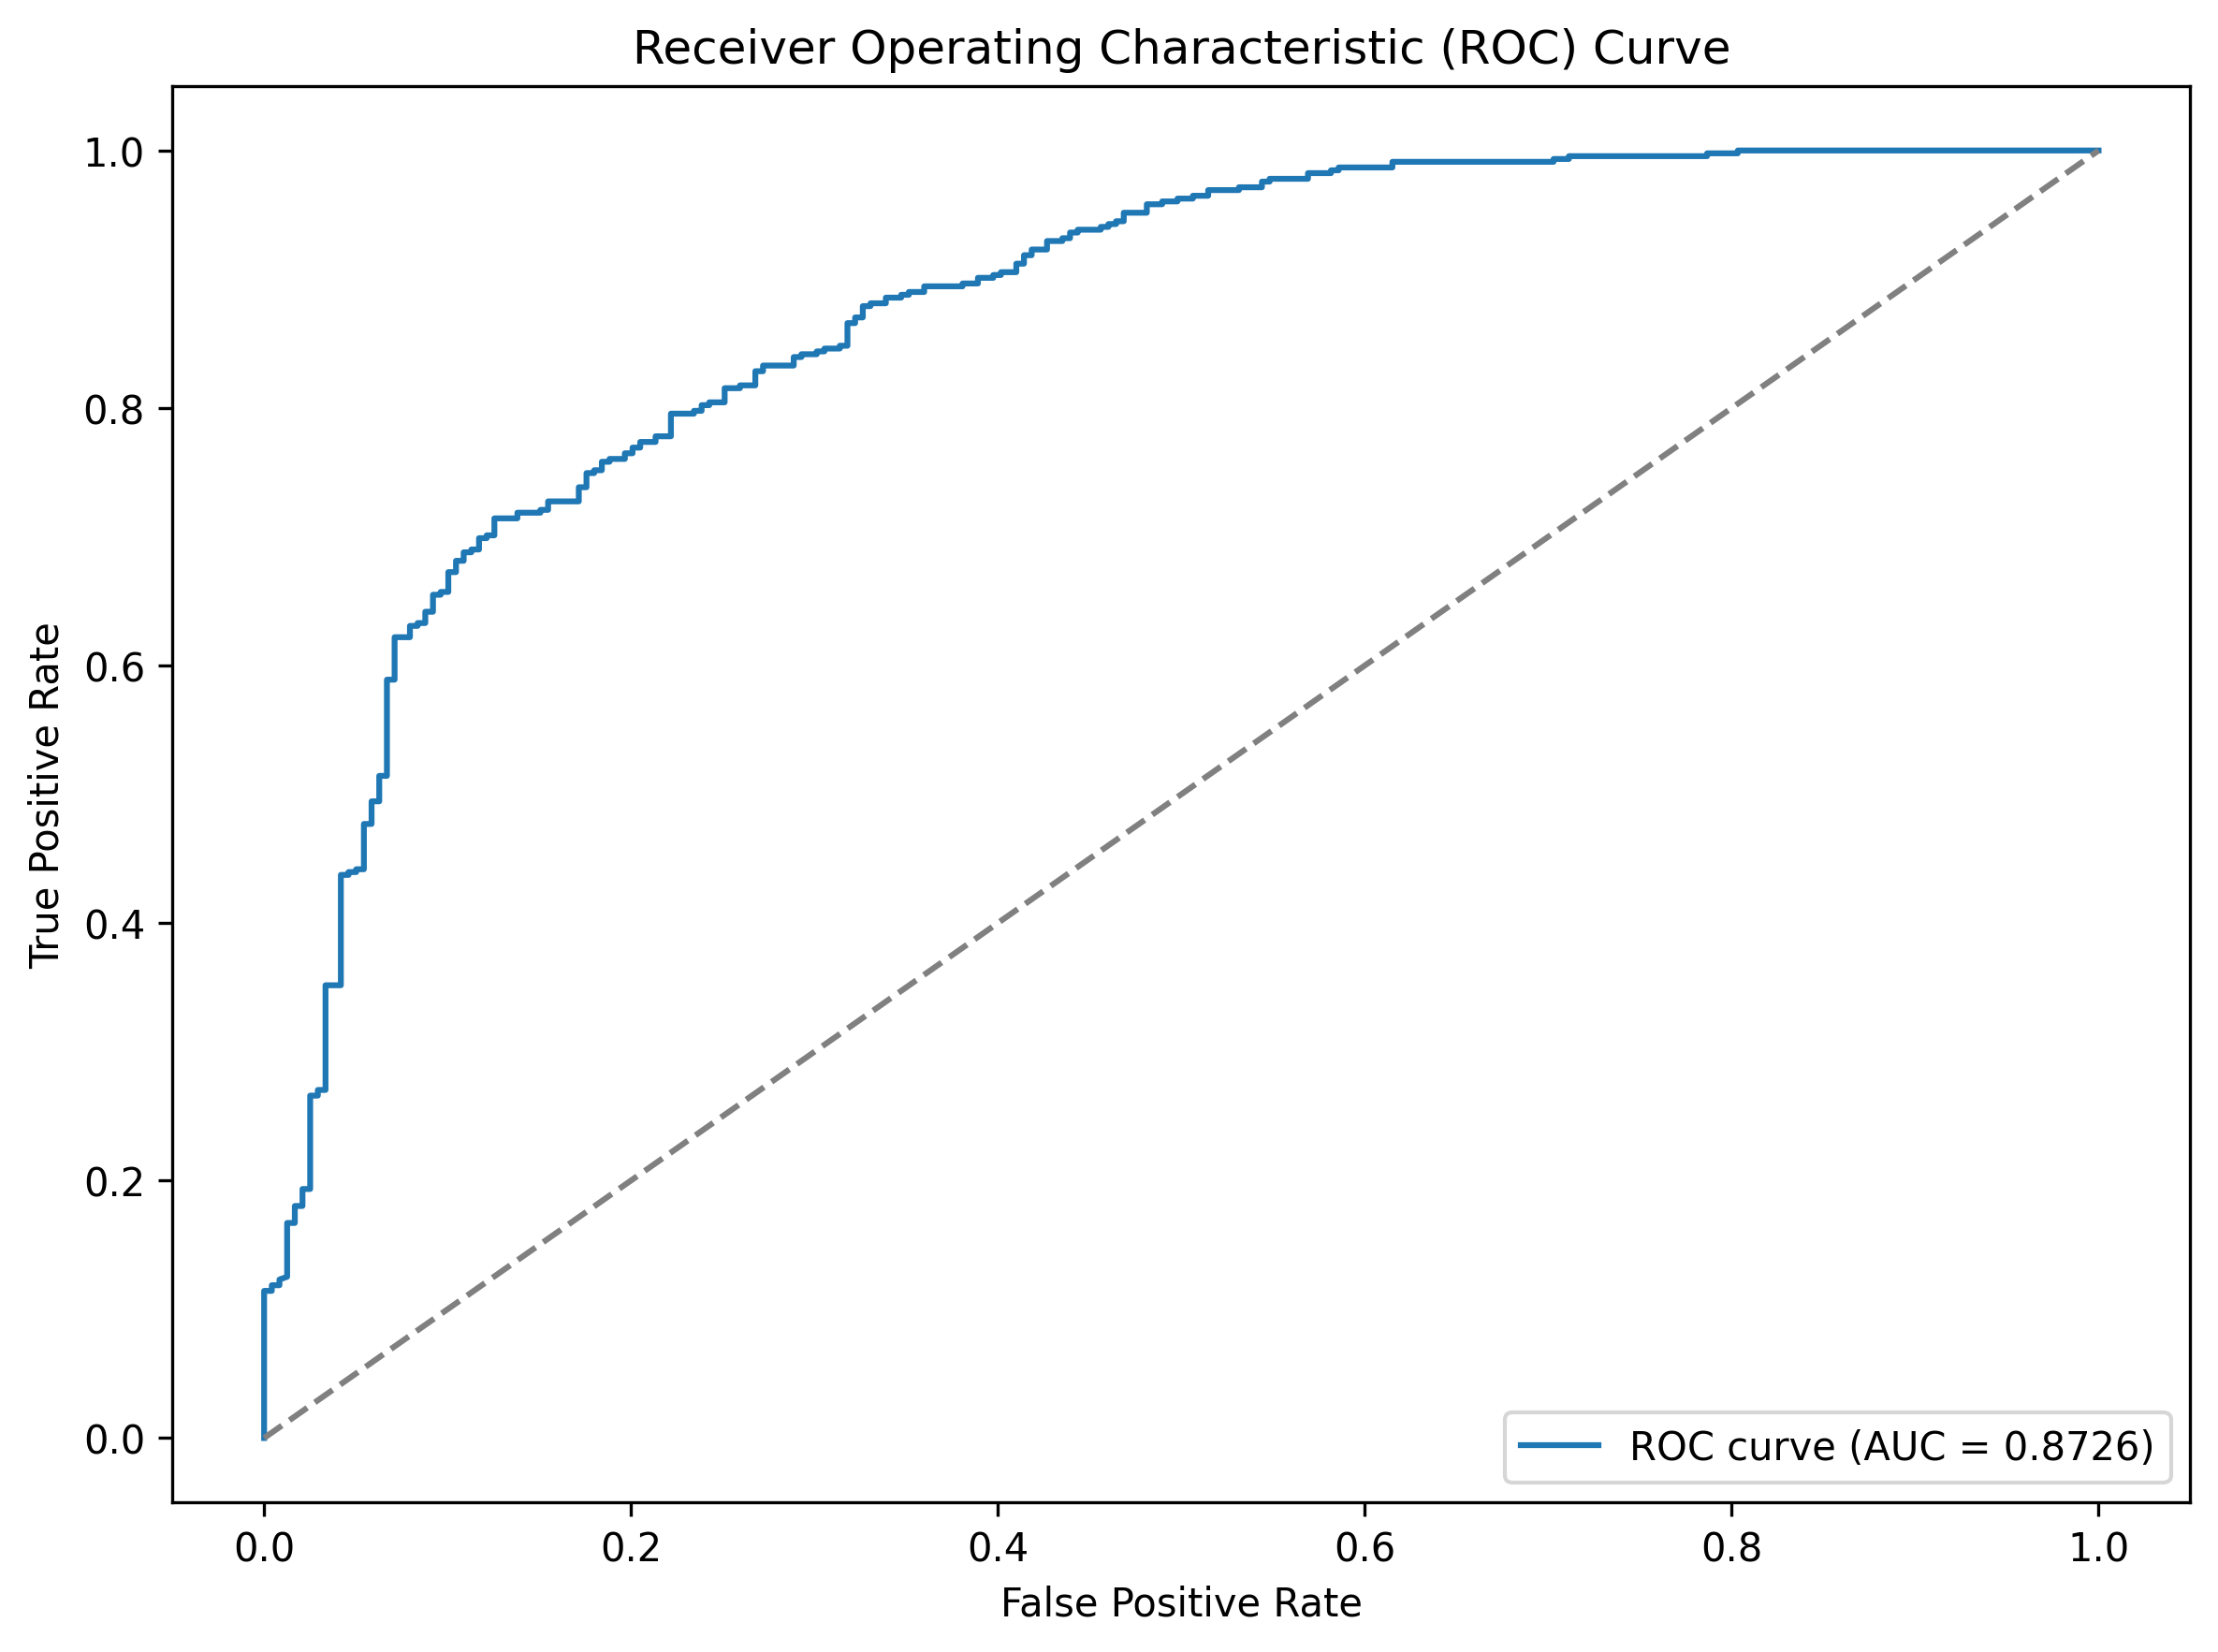 Receiver Operating Characteristic (ROC) Curve
1.0
0.8
0.6
0.4
0.2
0.0
True Positive Rate
ROC curve (AUC = 0.8726)
0.0 0.2 0.4 0.6 0.8 1.0
False Positive Rate